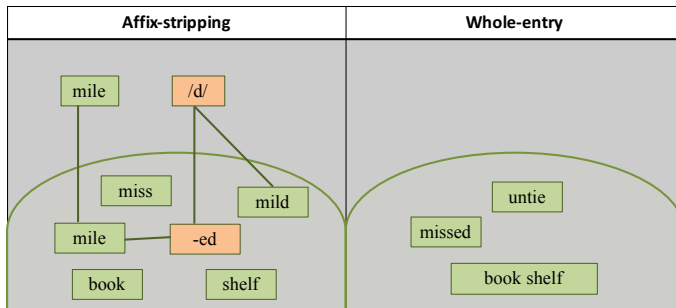 Affix-stripping
Whole-entry
mile
/d/
miss
mild
mile
-ed
book
shelf
untie
missed
book shelf